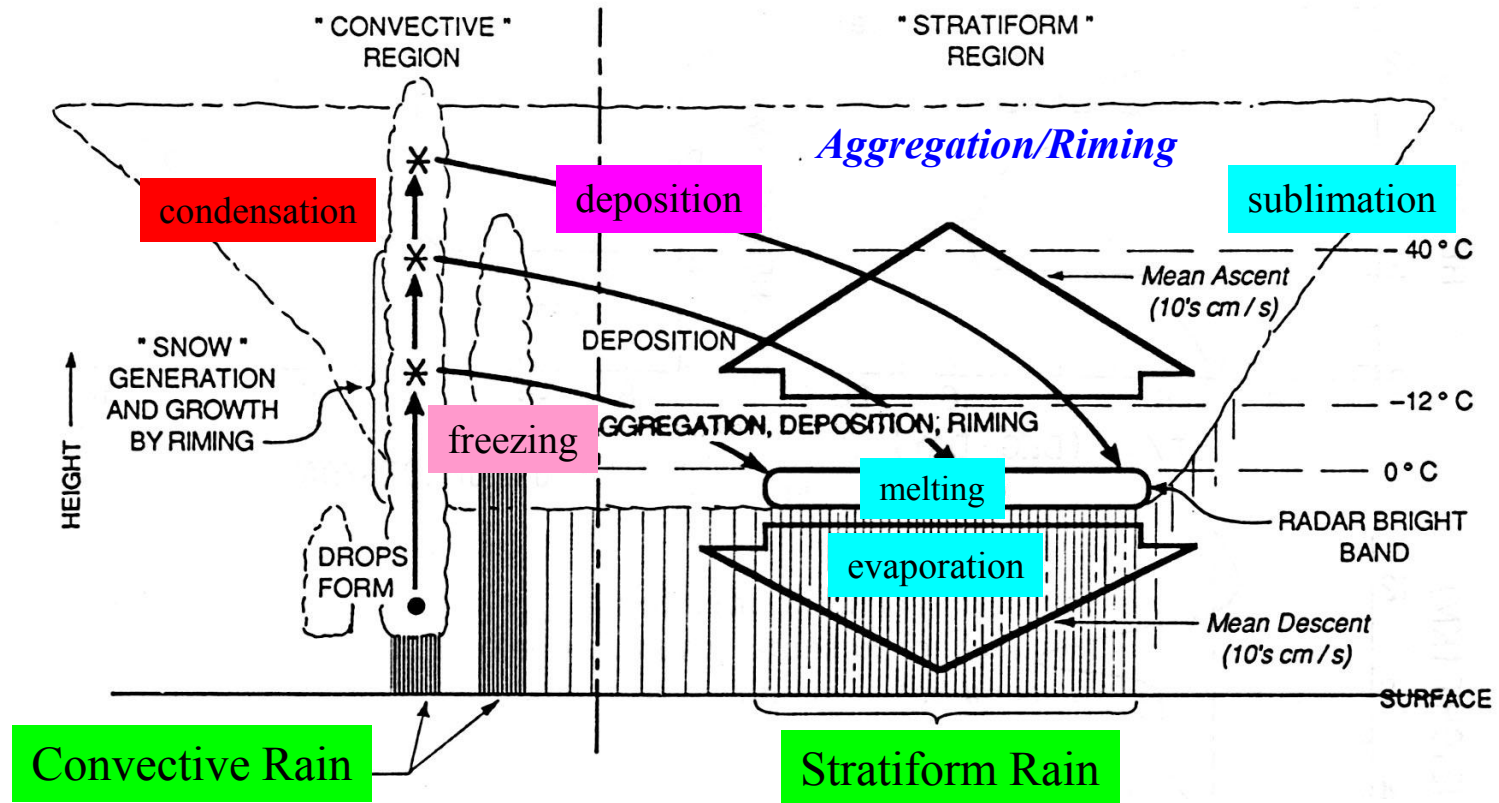 " CONVECTIVE "
REGION
" STRATIFORM "
REGION
Aggregation/Riming
condensation
deposition
sublimation
- 40 ° C
Mean Ascent
(10's cm / s)
DEPOSITION
" SNOW "
GENERATION
AND GROWTH
BY RIMING
HEIGHT
–12 ° C
freezing
GGREGATION, DEPOSITION; RIMING
0 ° C
melting
RADAR BRIGHT
BAND
DROPS
FORM
evaporation
Mean Descent
(10's cm / s)
SURFACE
Convective Rain
Stratiform Rain